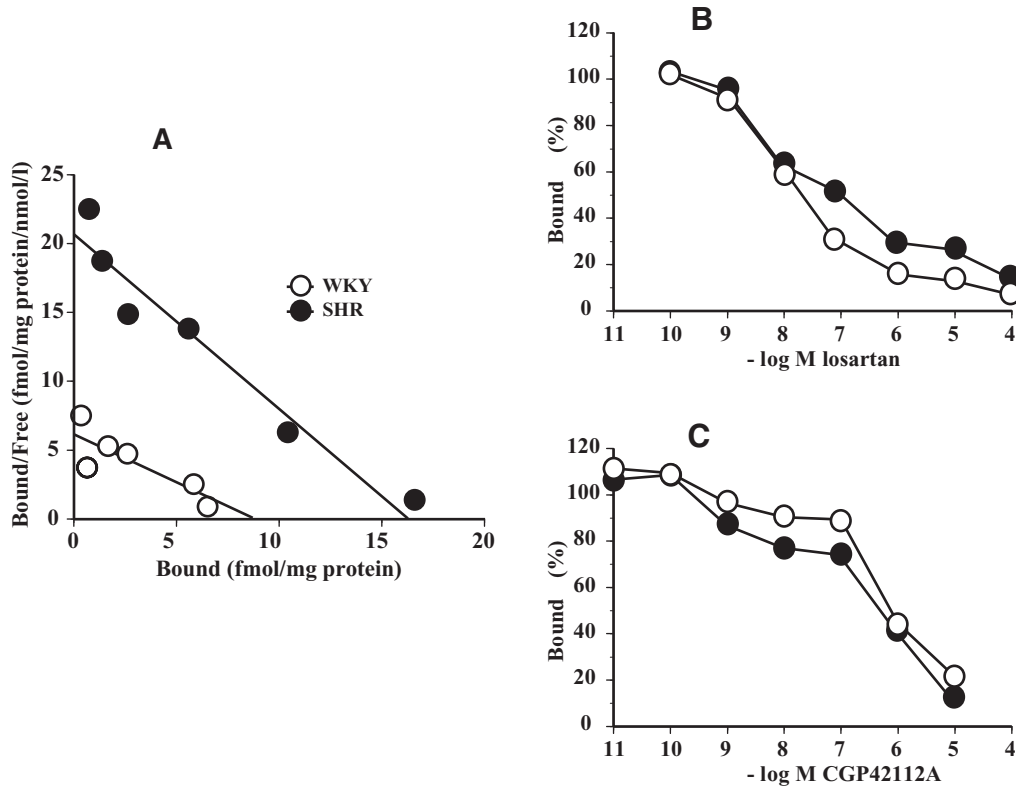 A
25
20
15
10
5
0
0 5 10 15 20
Bound/Free (fmol/mg protein/nmol/l)
Bound (fmol/mg protein)
WKY
SHR
B
120
100
80
60
40
20
0
11 10 9 8 7 6 5 4
Bound (%)
- log M losartan
C
120
100
80
60
40
20
0
11 10 9 8 7 6 5 4
Bound (%)
- log M CGP42112A